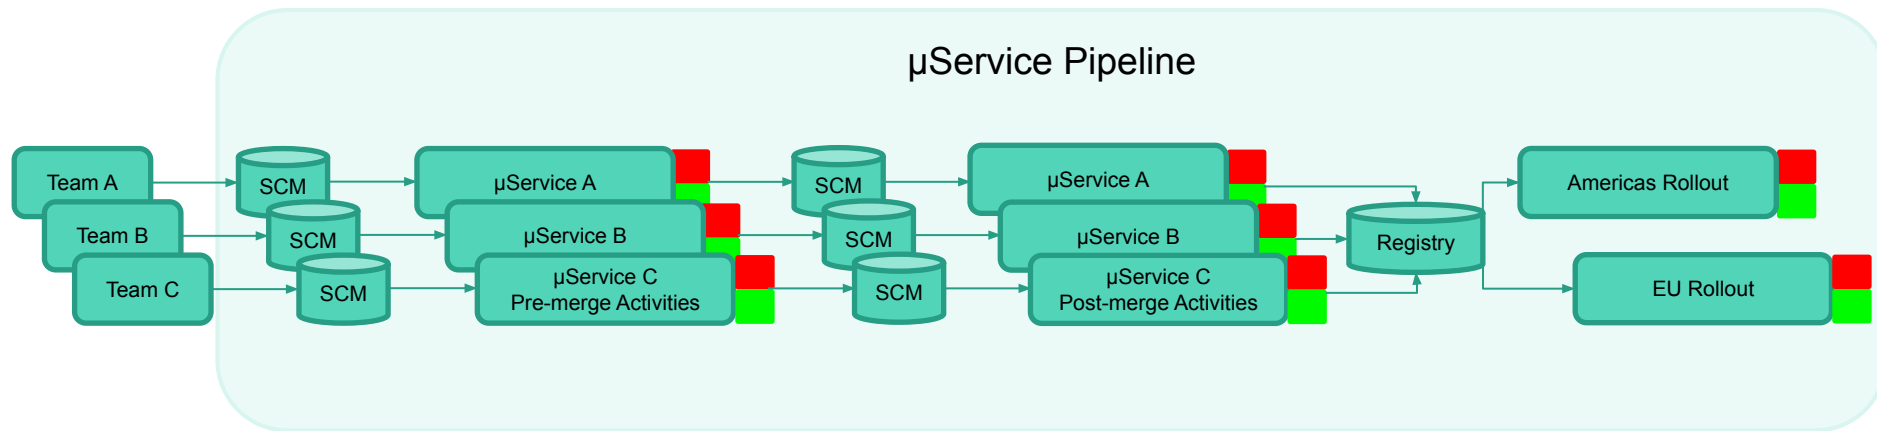 µService Pipeline
Team A
SCM
µService A
SCM
µService A
Americas Rollout
Team B
SCM
µService B
SCM
µService B
Registry
Team C
SCM
µService C
Pre-merge Activities
SCM
µService C
Post-merge Activities
EU Rollout